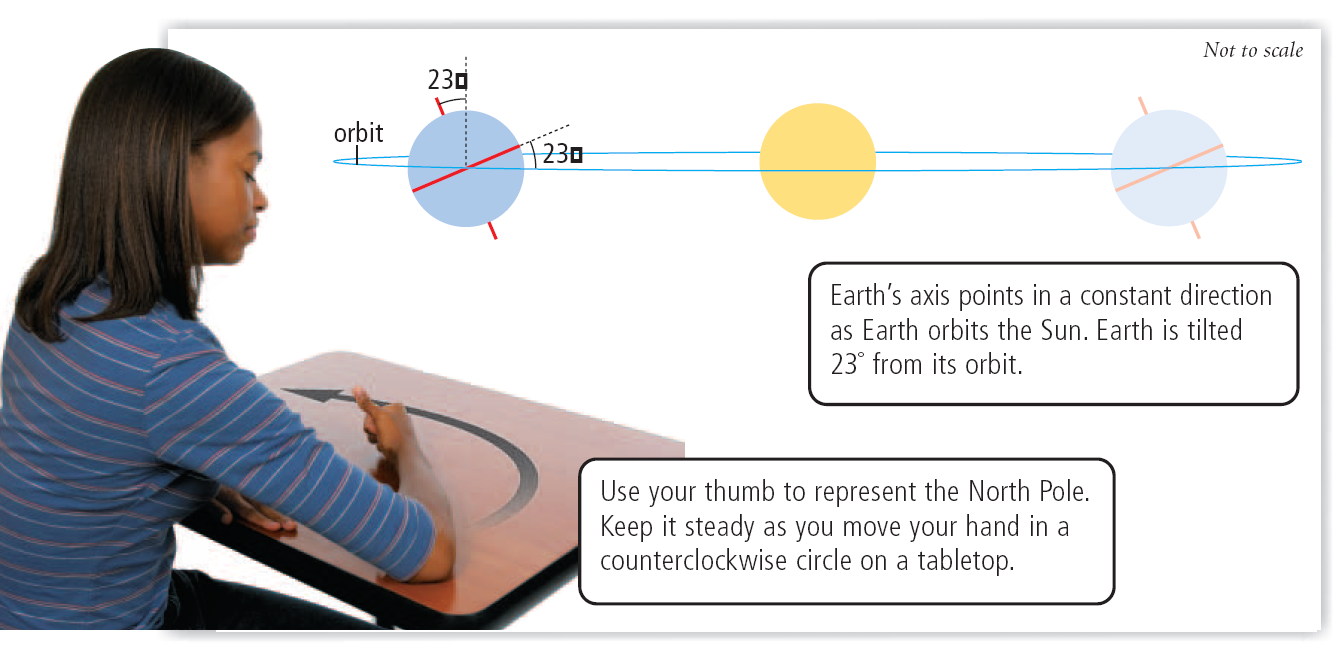 Not to scale
23▯
orbit
23▯
Earth's axis points in a constant direction
as Earth orbits the Sun. Earth is tilted
23° from its orbit.
Use your thumb to represent the North Pole.
Keep it steady as you move your hand in a
counterclockwise circle on a tabletop.